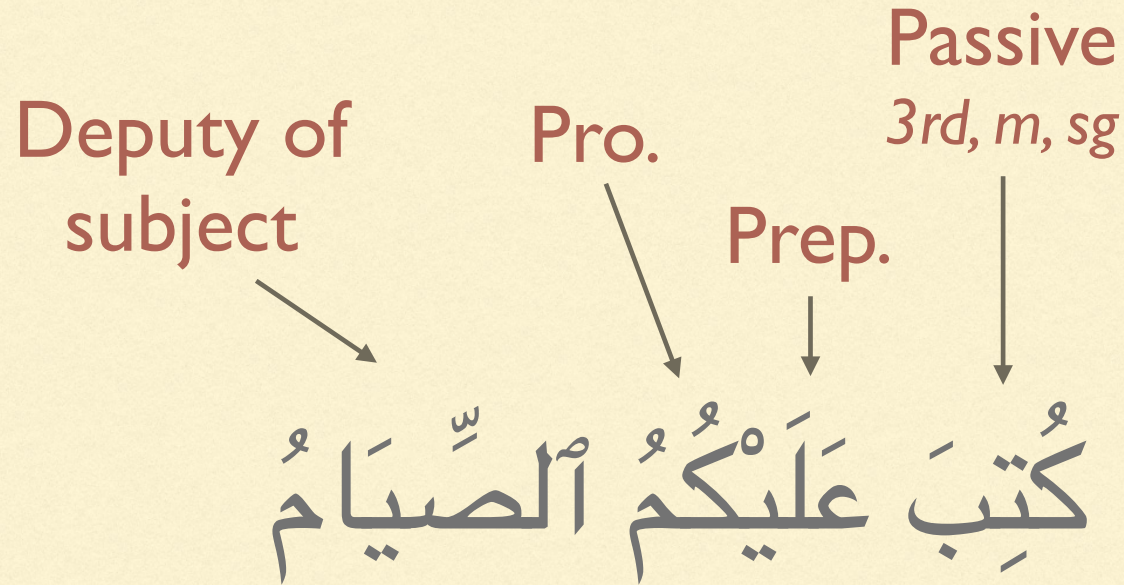 Passive
3rd, m, sg
Deputy of
subject
Pro.
Prep.
كُتِبَ عَلَيْكُمُ ٱلصِّيَامُ